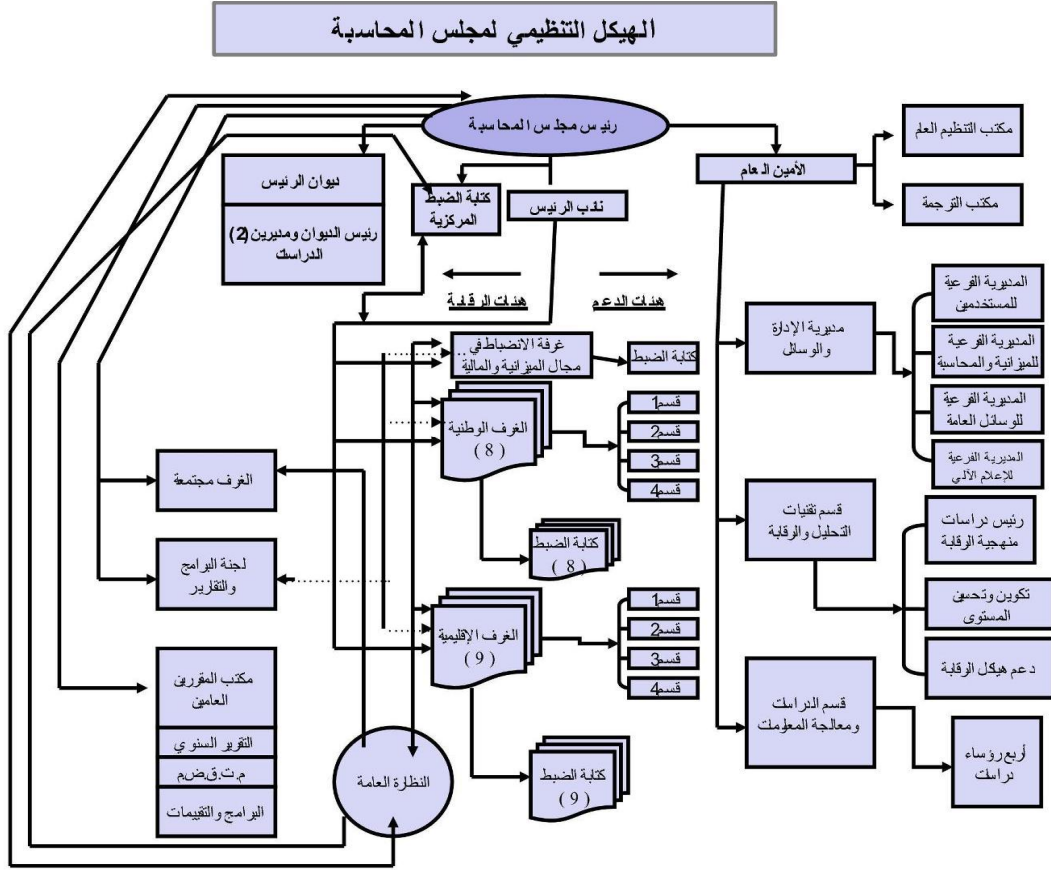 الهيكل التنظيمي لمجلس المحاسبة
رئيس مجلس المحاسبة
مكتب التنظيم العام
الأمين العام
مكتب الترجمة
ديوان الرئيس
رئيس الديوان ومديرين (2)
الدراسات
كتابة الضبط
المركزية
نائب الرئيس
هيئات الدعم
هيئات الرقابة
المديرية الفرعية
للمستخدمين
مديرية الإدارة
والوسائل
المديرية الفرعية
للميزانية والمحاسبة
المديرية الفرعية
للوسائل العامة
المديرية الفرعية
للإعلام الآلي
غرفة الانضباط في
مجال الميزانية والمالية
كتابة الضبط
الغرف الوطنية
( 8 )
قسم1
قسم2
قسم3
قسم4
كتابة الضبط
( 8 )
الغرف مجتمعة
لجنة البرامج
والتقارير
قسم تقنيات
التحليل والرقابة
رئيس دراسات
منهجية الرقابة
تكوين وتحسين
المستوى
دعم هيكل الرقابة
الغرف الإقليمية
( 9 )
قسم1
قسم2
قسم3
قسم4
كتابة الضبط
( 9 )
مكتب المقررين
العامين
التقرير السنوي
م.ت.ق.ض.م
البرامج والتقييمات
النظارة العامة
قسم الدراسات
ومعالجة المعلومات
أربع رؤساء
دراسات